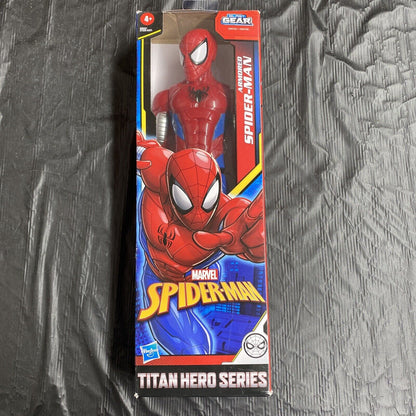 4+
GEAR
ARMORED
SPIDER-MAN
MARVEL
SPIDER-MAN
Hasbro
TITAN HERO SERIES